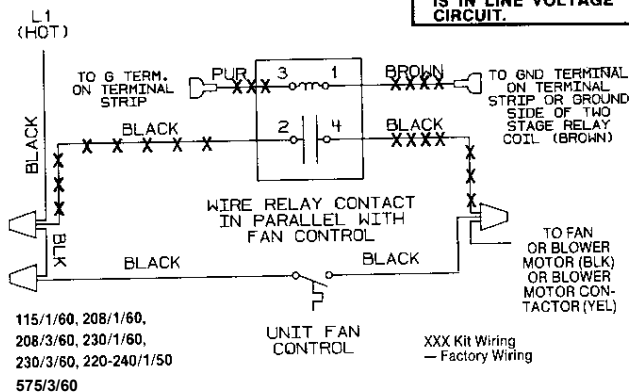 IS IN LINE VOLTAGE
CIRCUIT.
L1
(HOT)
TO G TERM.
ON TERMINAL
STRIP
PUR
3
1
BROWN
TO GND TERMINAL
ON TERMINAL
STRIP OR GROUND
SIDE OF TWO
STAGE RELAY
COIL (BROWN)
BLACK
BLACK
2
4
BLACK
WIRE RELAY CONTACT
IN PARALLEL WITH
FAN CONTROL
BLK
BLACK
BLACK
TO FAN
OR BLOWER
MOTOR (BLK)
OR BLOWER
MOTOR CON-
TACTOR (YEL)
UNIT FAN
CONTROL
115/1/60, 208/1/60,
208/3/60, 230/1/60,
230/3/60, 220-240/1/50
575/3/60
XXX Kit Wiring
— Factory Wiring